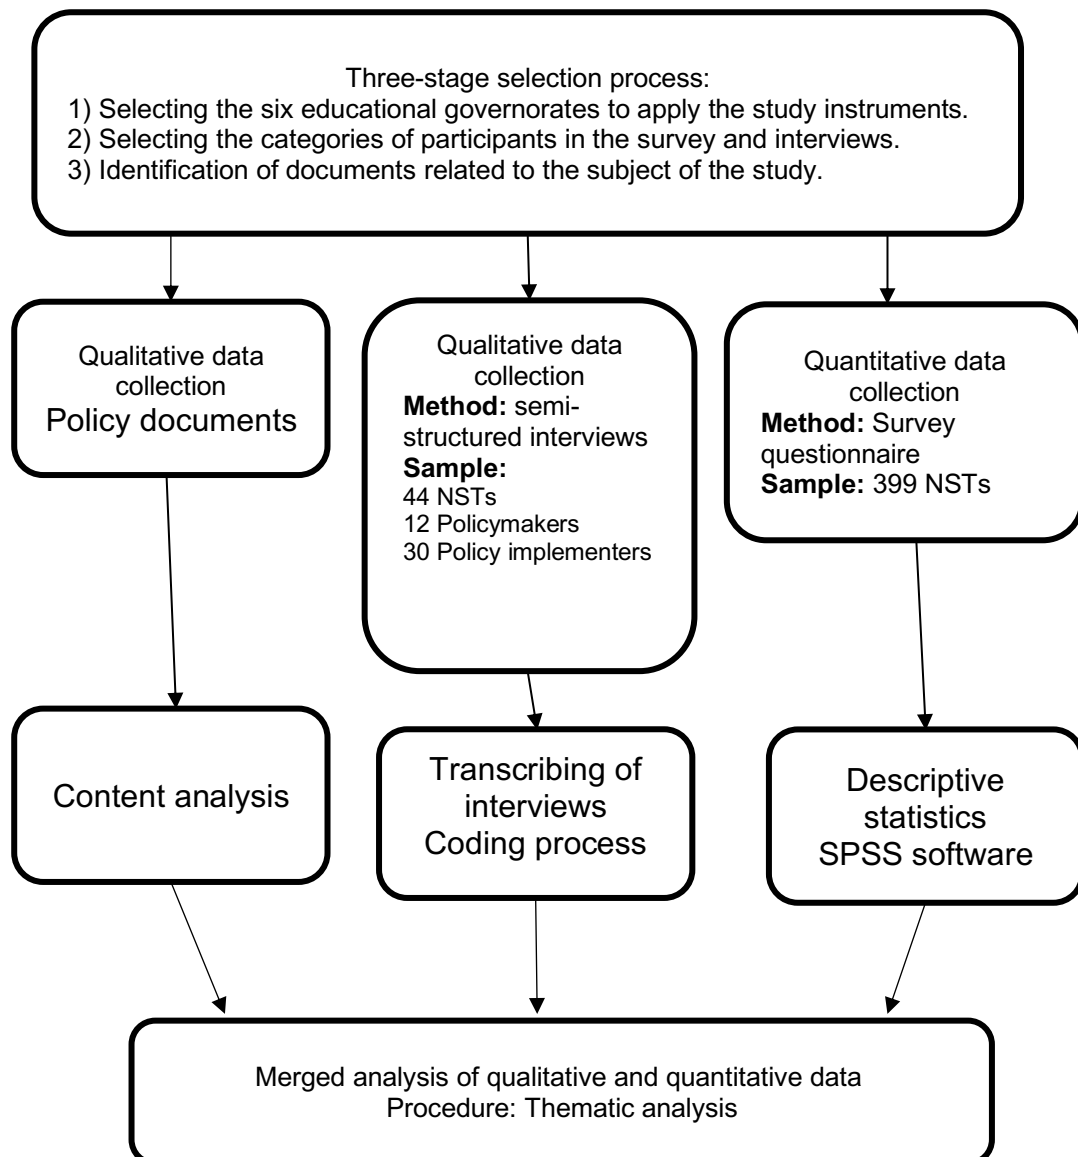 Three-stage selection process:
1) Selecting the six educational governorates to apply the study instruments.
2) Selecting the categories of participants in the survey and interviews.
3) Identification of documents related to the subject of the study.
Qualitative data
collection
Policy documents
Qualitative data
collection
Method: semi-
structured interviews
Sample:
44 NSTs
12 Policymakers
30 Policy implementers
Quantitative data
collection
Method: Survey
questionnaire
Sample: 399 NSTs
Content analysis
Transcribing of
interviews
Coding process
Descriptive
statistics
SPSS software
Merged analysis of qualitative and quantitative data
Procedure: Thematic analysis